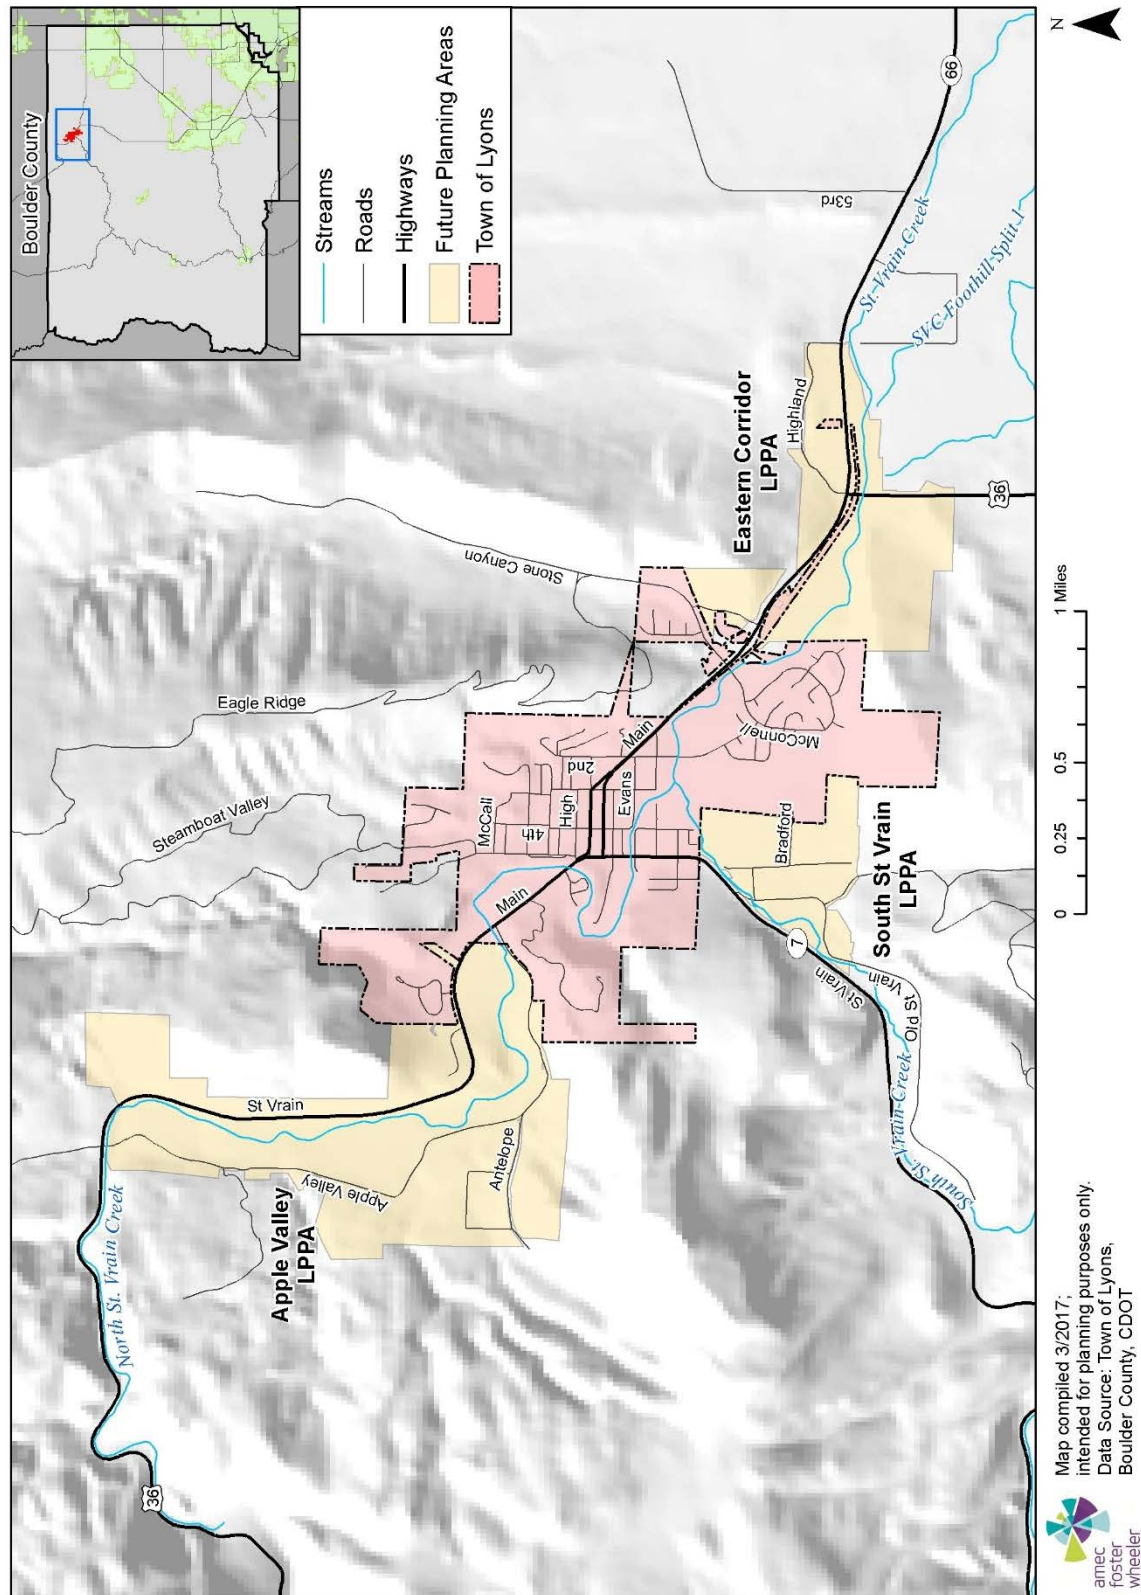 Boulder County
Streams
Roads
Highways
Future Planning Areas
Town of Lyons
North St. Vrain Creek
36
Apple Valley
LPPA
St Vrain
Apple Valley
Antelope
Steamboat Valley
Eagle Ridge
Stone Canyon
Main
McCall
4th
High
2nd
Evans
Main
McConnell
Bradford
Eastern Corridor
LPPA
Highland
53rd
66
St-Vrain-Creek
SVC-Foothill-Split 1
36
South St Vrain
LPPA
7
St Vrain
Old St Vrain
South St. Vrain-Creek
0 0.25 0.5 1 Miles
N
amec
foster
wheeler
Map compiled 3/2017;
intended for planning purposes only.
Data Source: Town of Lyons,
Boulder County, CDOT